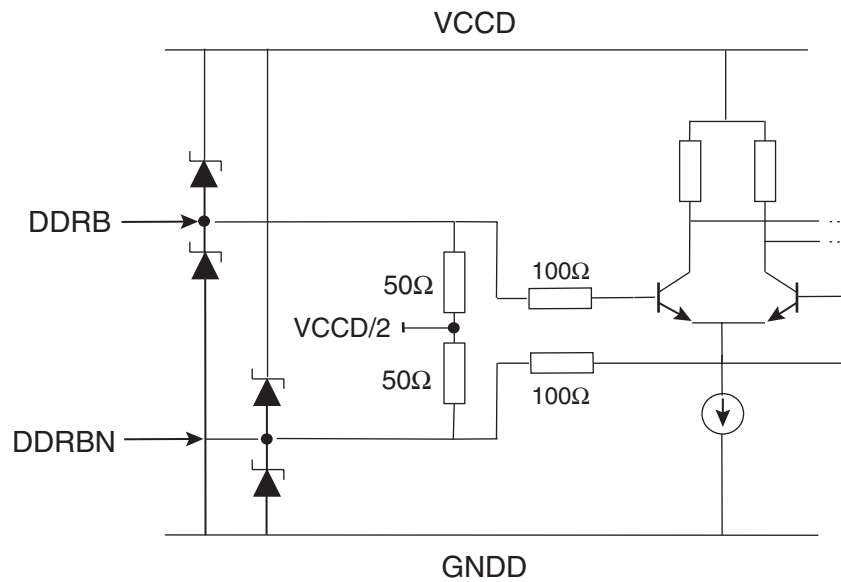 VCCD
DDRB
50Ω
100Ω
VCCD/2
50Ω
100Ω
DDRBN
GNDD